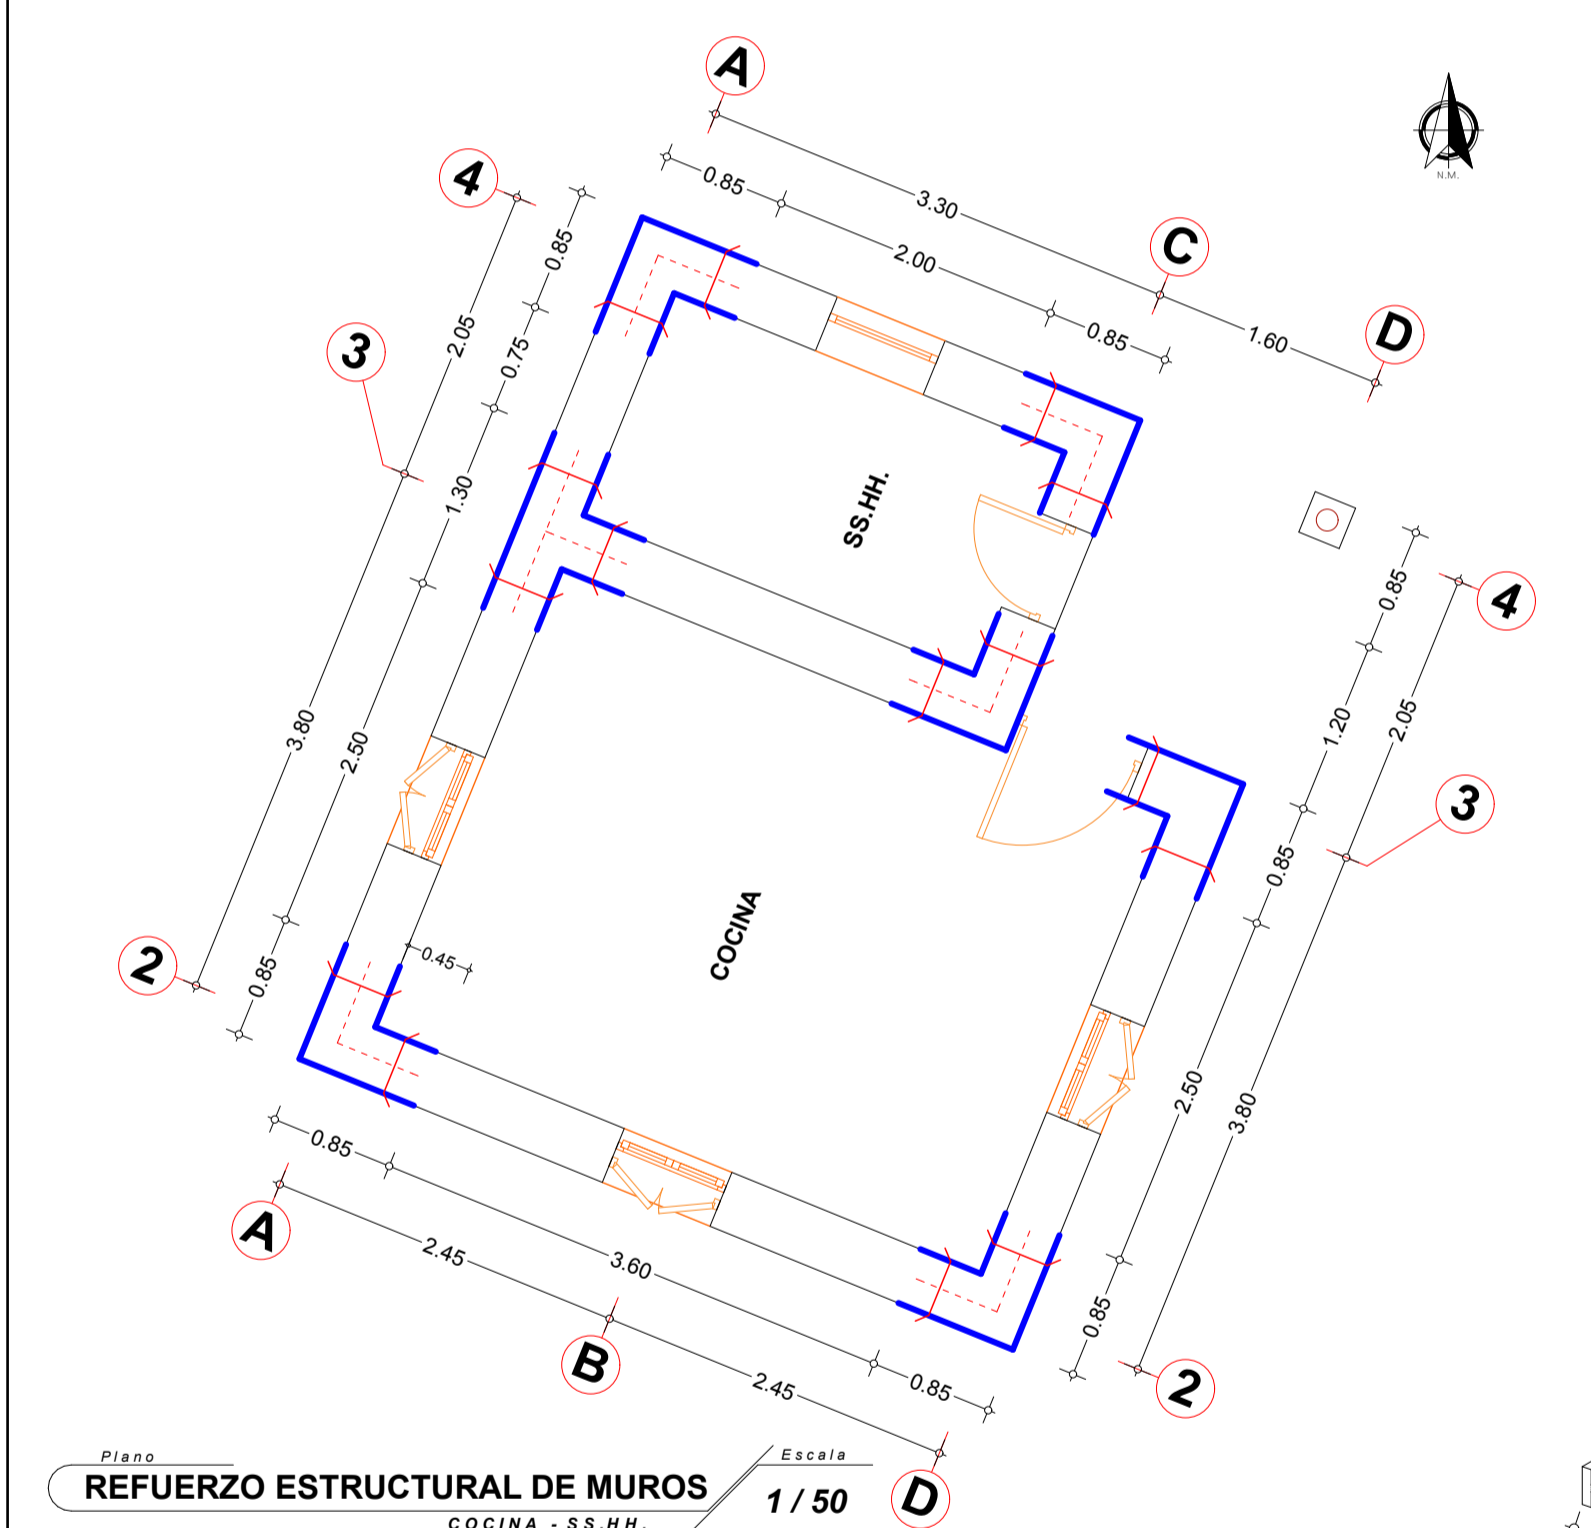 A
N.M.
4
0.85
3.30
0.85
2.00
C
3
2.05
0.75
0.85
1.60
D
1.30
SS.HH.
0.85
4
3.80
2.50
1.20
2.05
3
0.85
COCINA
2
0.85
0.45
2.50
3.80
0.85
A
2.45
3.60
0.85
2
B
2.45
0.85
D
Plano
REFUERZO ESTRUCTURAL DE MUROS
COCINA - SS.HH.
Escala
1 / 50